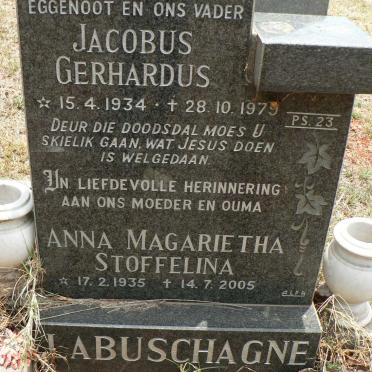 EGGENOOT EN ONS VADER
JACOBUS
GERHARDUS
☆ 15.4.1934 · ✝ 28.10.1979
PS. 23
DEUR DIE DOODSDAL MOES U
SKIELIK GAAN, WAT JESUS DOEN
IS WELGEDAAN.
IN LIEFDEVOLLE HERINNERING
AAN ONS MOEDER EN OUMA
ANNA MAGARIETHA
STOFFELINA
☆ 17.2.1935 ✝ 14.7.2005
ALPH
LABUSCHAGNE